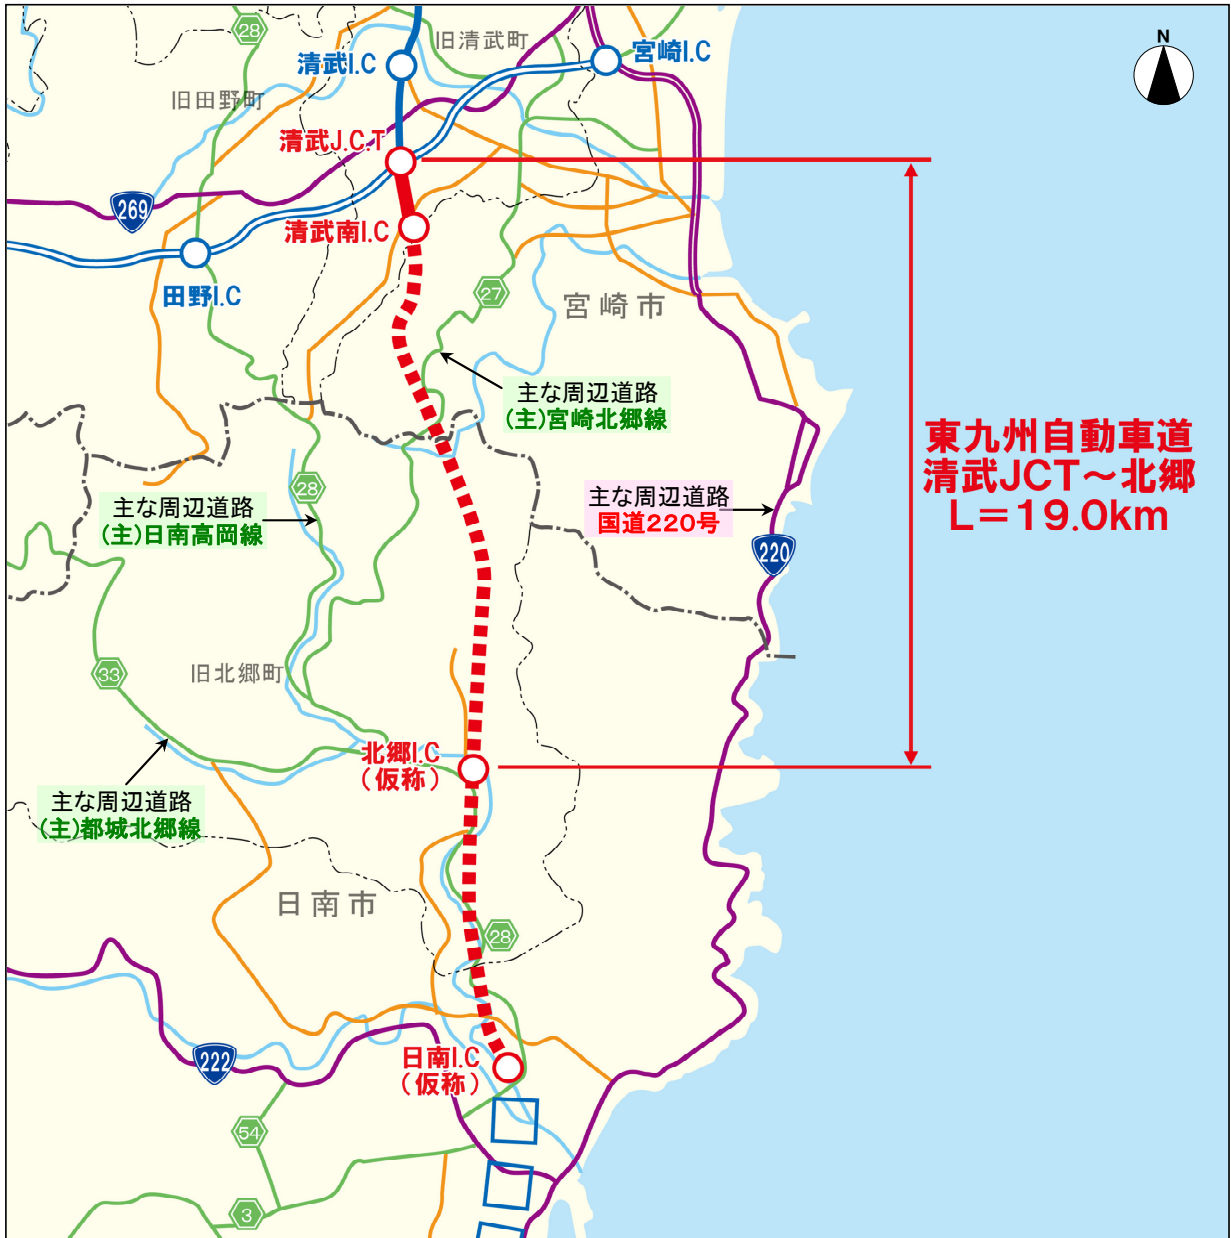 28
旧清武町
N
清武I.C
宮崎I.C
旧田野町
清武J.C.T
269
清武南I.C
田野I.C
27
宮崎市
主な周辺道路
(主)宮崎北郷線
東九州自動車道
清武JCT～北郷
L＝19.0km
28
主な周辺道路
(主)日南高岡線
主な周辺道路
国道220号
220
33
旧北郷町
北郷I.C
（仮称）
主な周辺道路
(主)都城北郷線
日南市
28
222
日南I.C
（仮称）
54
3